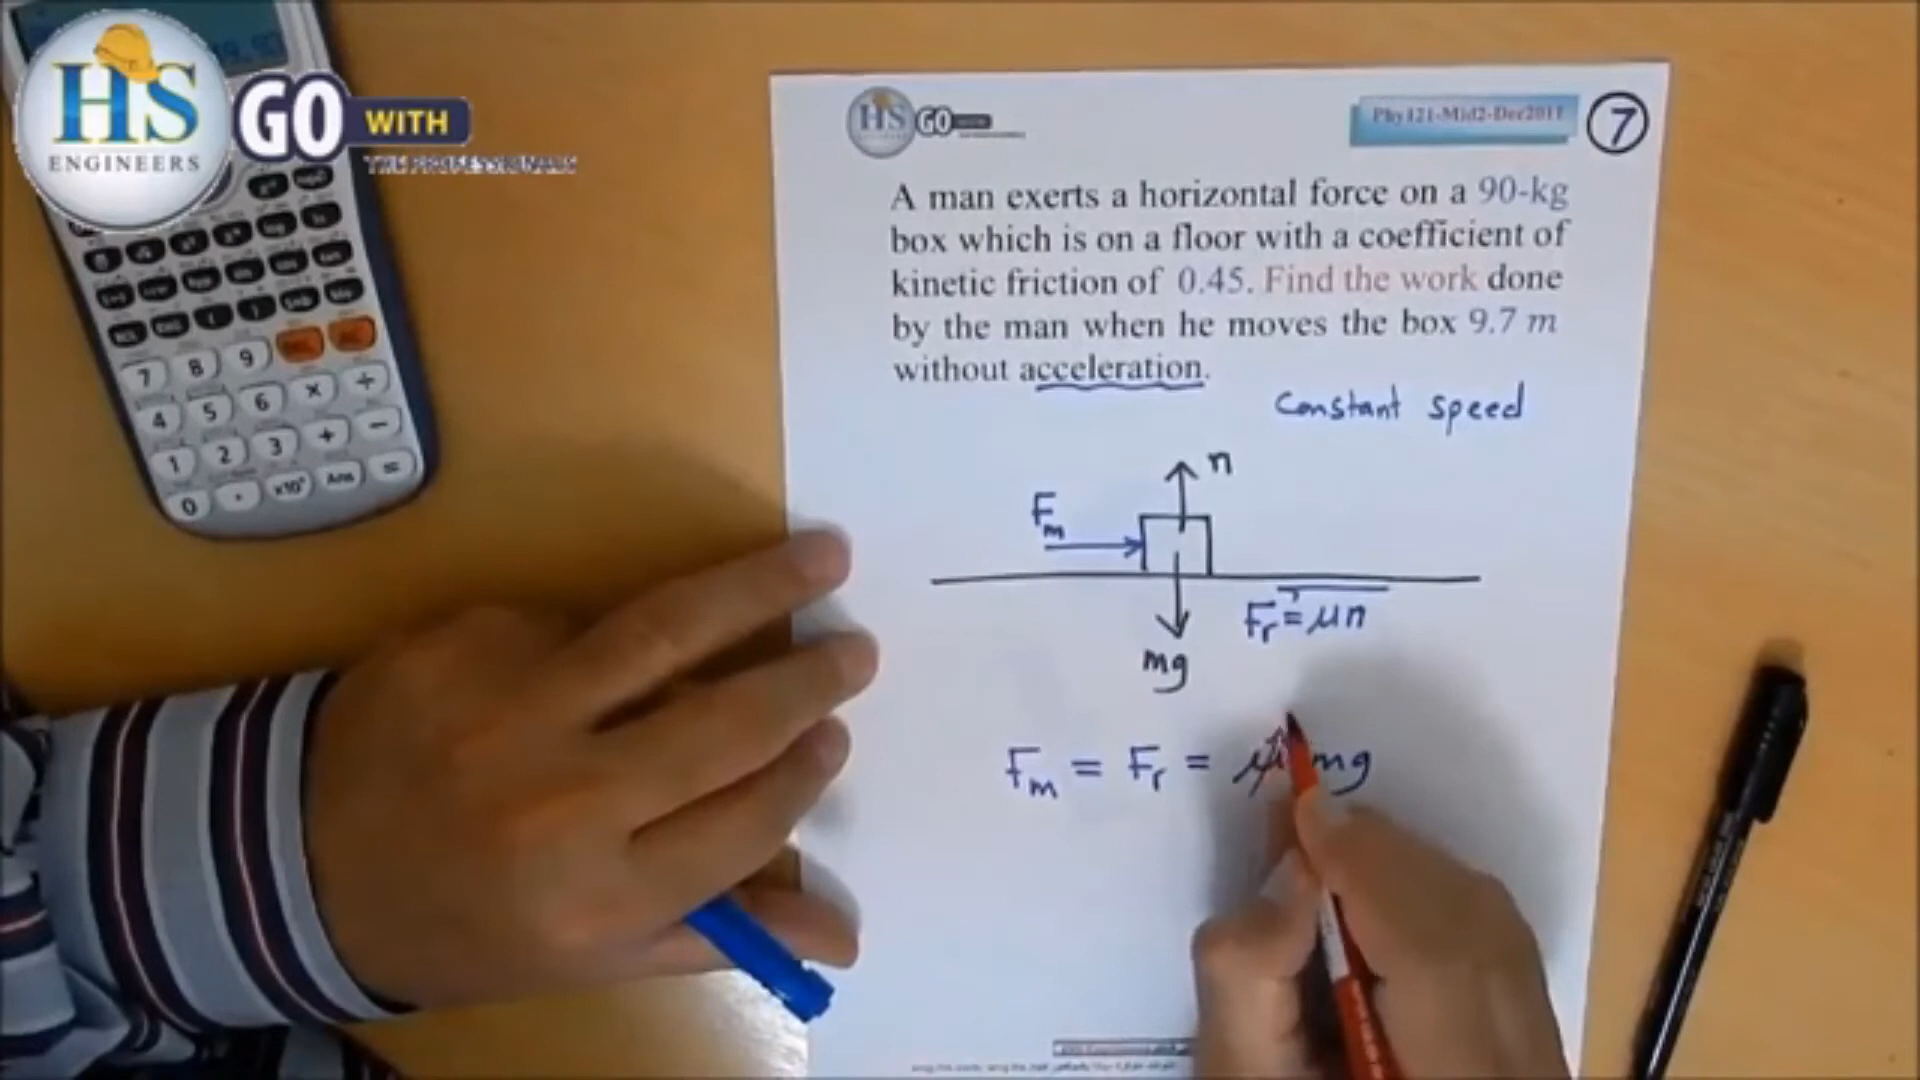 HS
ENGINEERS
GO WITH
THE PROFESSIONALS
HS GO
Phy121-Mid2-Dec2011
7
A man exerts a horizontal force on a 90-kg
box which is on a floor with a coefficient of
kinetic friction of 0.45. Find the work done
by the man when he moves the box 9.7 m
without acceleration.
Constant speed
n
Fm
Fr = μn
mg
Fm = Fr = μ mg
7 8 9
4 5 6 × ÷
1 2 3 + −
0 . ×10ˣ Ans =